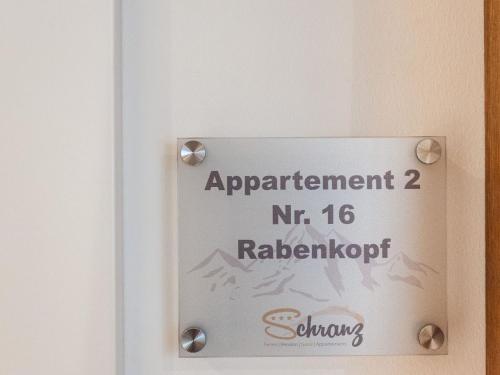 Appartement 2
Nr. 16
Rabenkopf
Schranz